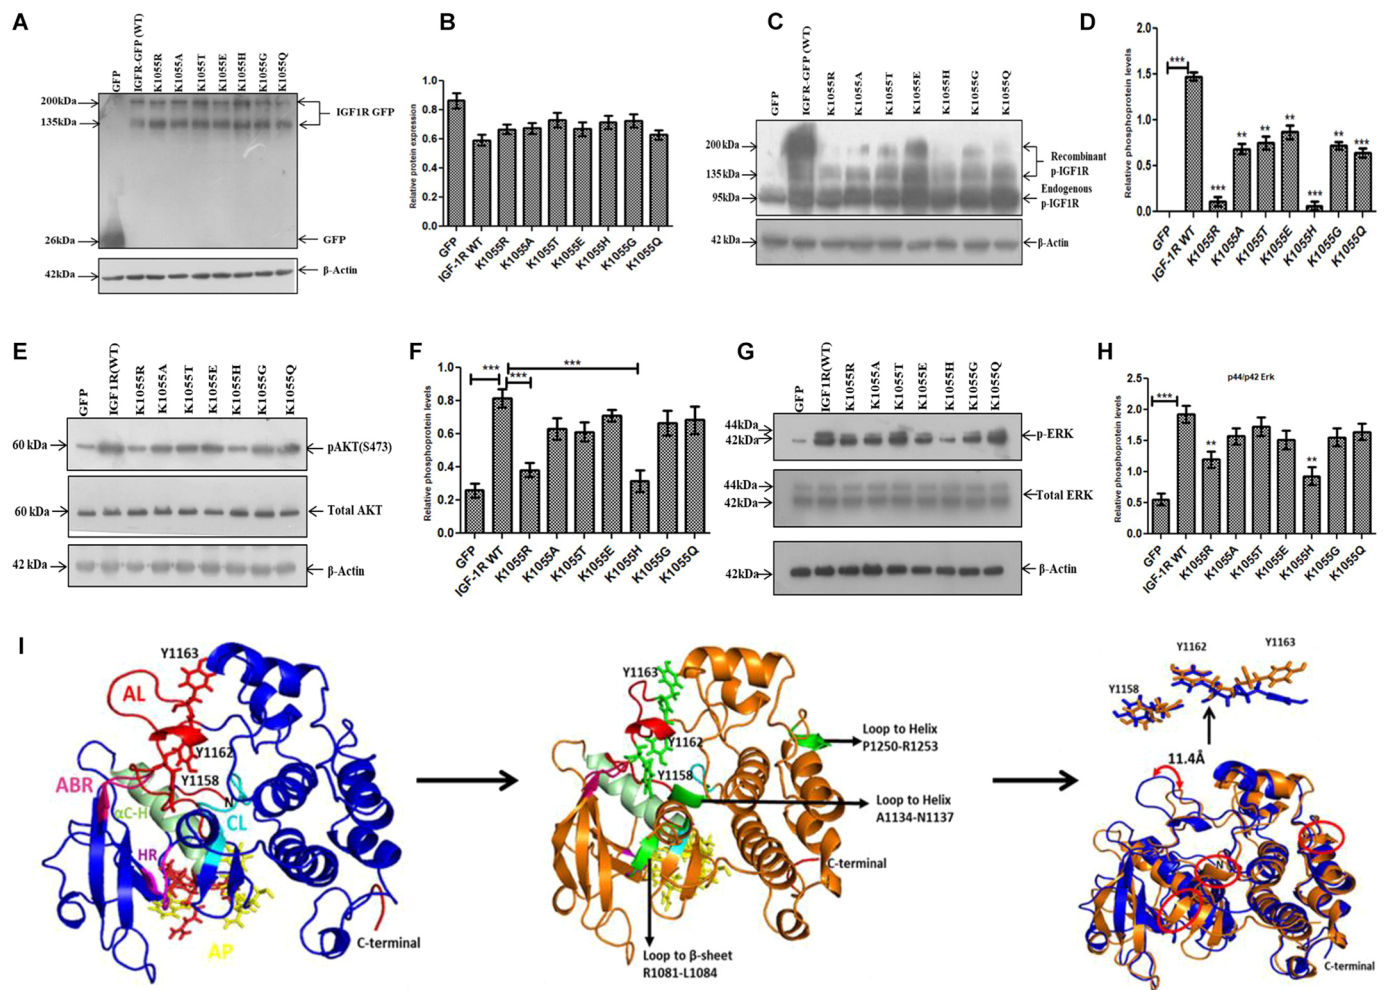 A
GFP
IGFR-GFP (WT)
K1055R
K1055A
K1055T
K1055E
K1055H
K1055G
K1055Q
200kDa
135kDa
IGF1R GFP
26kDa
GFP
42kDa
β-Actin
B
Relative protein expression
1.0
0.8
0.6
0.4
0.2
0.0
GFP
IGF-1R WT
K1055R
K1055A
K1055T
K1055E
K1055H
K1055G
K1055Q
C
GFP
IGFR-GFP (WT)
K1055R
K1055A
K1055T
K1055E
K1055H
K1055G
K1055Q
200 kDa
135 kDa
95kDa
42 kDa
Recombinant
p-IGF1R
Endogenous
p-IGF1R
β-Actin
D
Relative phosphoprotein levels
2.0
1.5
1.0
0.5
0.0
***
***
**
**
**
***
**
***
GFP
IGF-1R WT
K1055R
K1055A
K1055T
K1055E
K1055H
K1055G
K1055Q
E
GFP
IGF1R(WT)
K1055R
K1055A
K1055T
K1055E
K1055H
K1055G
K1055Q
60 kDa
pAKT(S473)
60 kDa
Total AKT
42 kDa
β-Actin
F
Relative phosphoprotein levels
1.0
0.8
0.6
0.4
0.2
0.0
***
***
***
GFP
IGF-1R WT
K1055R
K1055A
K1055T
K1055E
K1055H
K1055G
K1055Q
G
GFP
IGF1R(WT)
K1055R
K1055A
K1055T
K1055E
K1055H
K1055G
K1055Q
44kDa
42kDa
p-ERK
44kDa
42kDa
Total ERK
42kDa
β-Actin
H
p44/p42 Erk
Relative phosphoprotein levels
2.5
2.0
1.5
1.0
0.5
0.0
***
**
**
GFP
IGF-1R WT
K1055R
K1055A
K1055T
K1055E
K1055H
K1055G
K1055Q
I
Y1163
AL
Y1162
Y1158
ABR
αC-H
N
CL
HR
AP
C-terminal
Y1163
Y1162
Y1158
Loop to Helix
P1250-R1253
Loop to Helix
A1134-N1137
C-terminal
Loop to β-sheet
R1081-L1084
Y1162
Y1163
Y1158
11.4Å
N
C-terminal